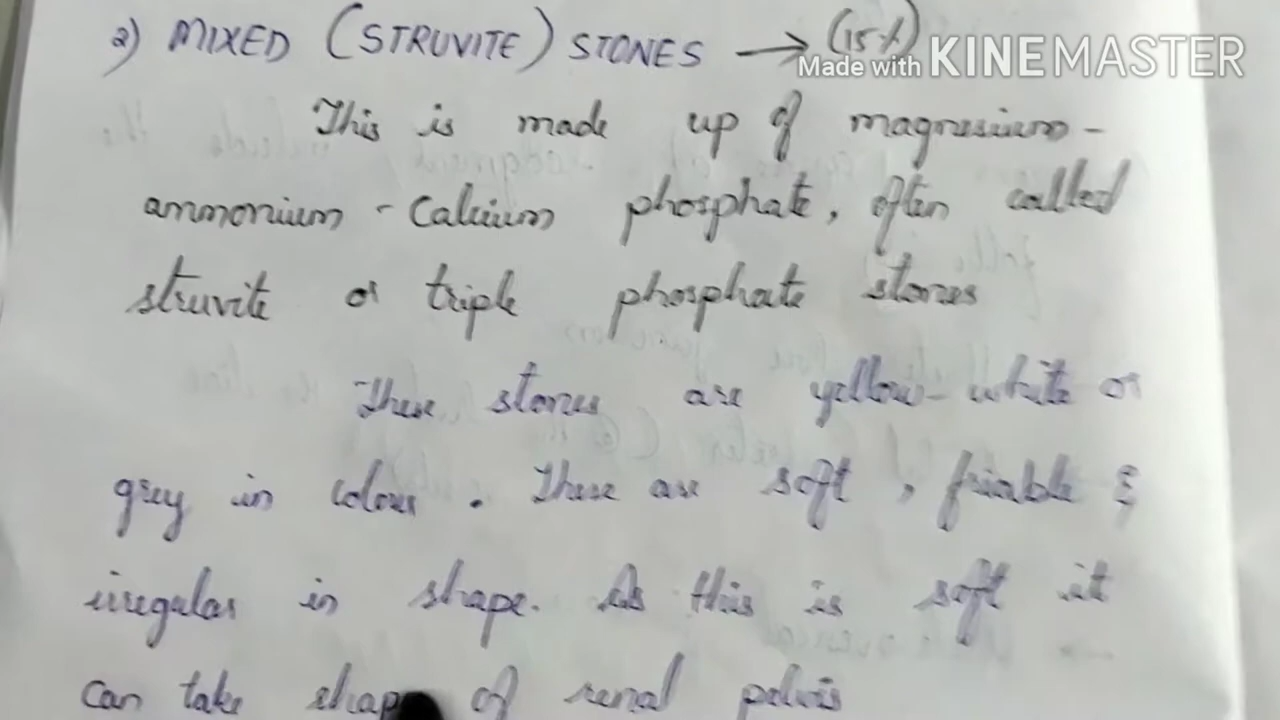 2) MIXED (STRUVITE) STONES → (15%)
Made with KINEMASTER
This is made up of magnesium-
ammonium - Calcium phosphate, often called
struvite or triple phosphate stones
These stones are yellow-white or
grey in colour. These are soft, friable &
irregular in shape. As this is soft it
can take shape of renal pelvis